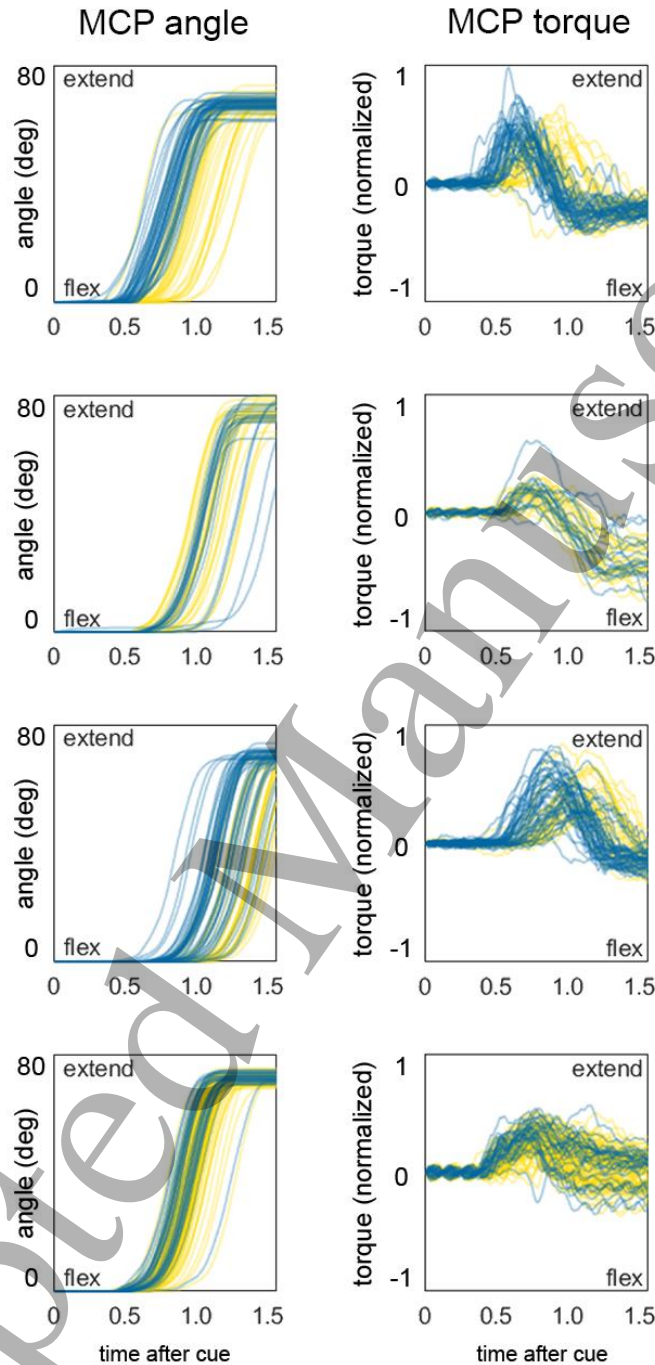 MCP angle
MCP torque
80
extend
angle (deg)
0
flex
0 0.5 1.0 1.5
1
extend
torque (normalized)
0
-1
flex
0 0.5 1.0 1.5
80
extend
angle (deg)
0
flex
0 0.5 1.0 1.5
1
extend
torque (normalized)
0
-1
flex
0 0.5 1.0 1.5
80
extend
angle (deg)
0
flex
0 0.5 1.0 1.5
1
extend
torque (normalized)
0
-1
flex
0 0.5 1.0 1.5
80
extend
angle (deg)
0
flex
0 0.5 1.0 1.5
time after cue
1
extend
torque (normalized)
0
-1
flex
0 0.5 1.0 1.5
time after cue
pted Manus